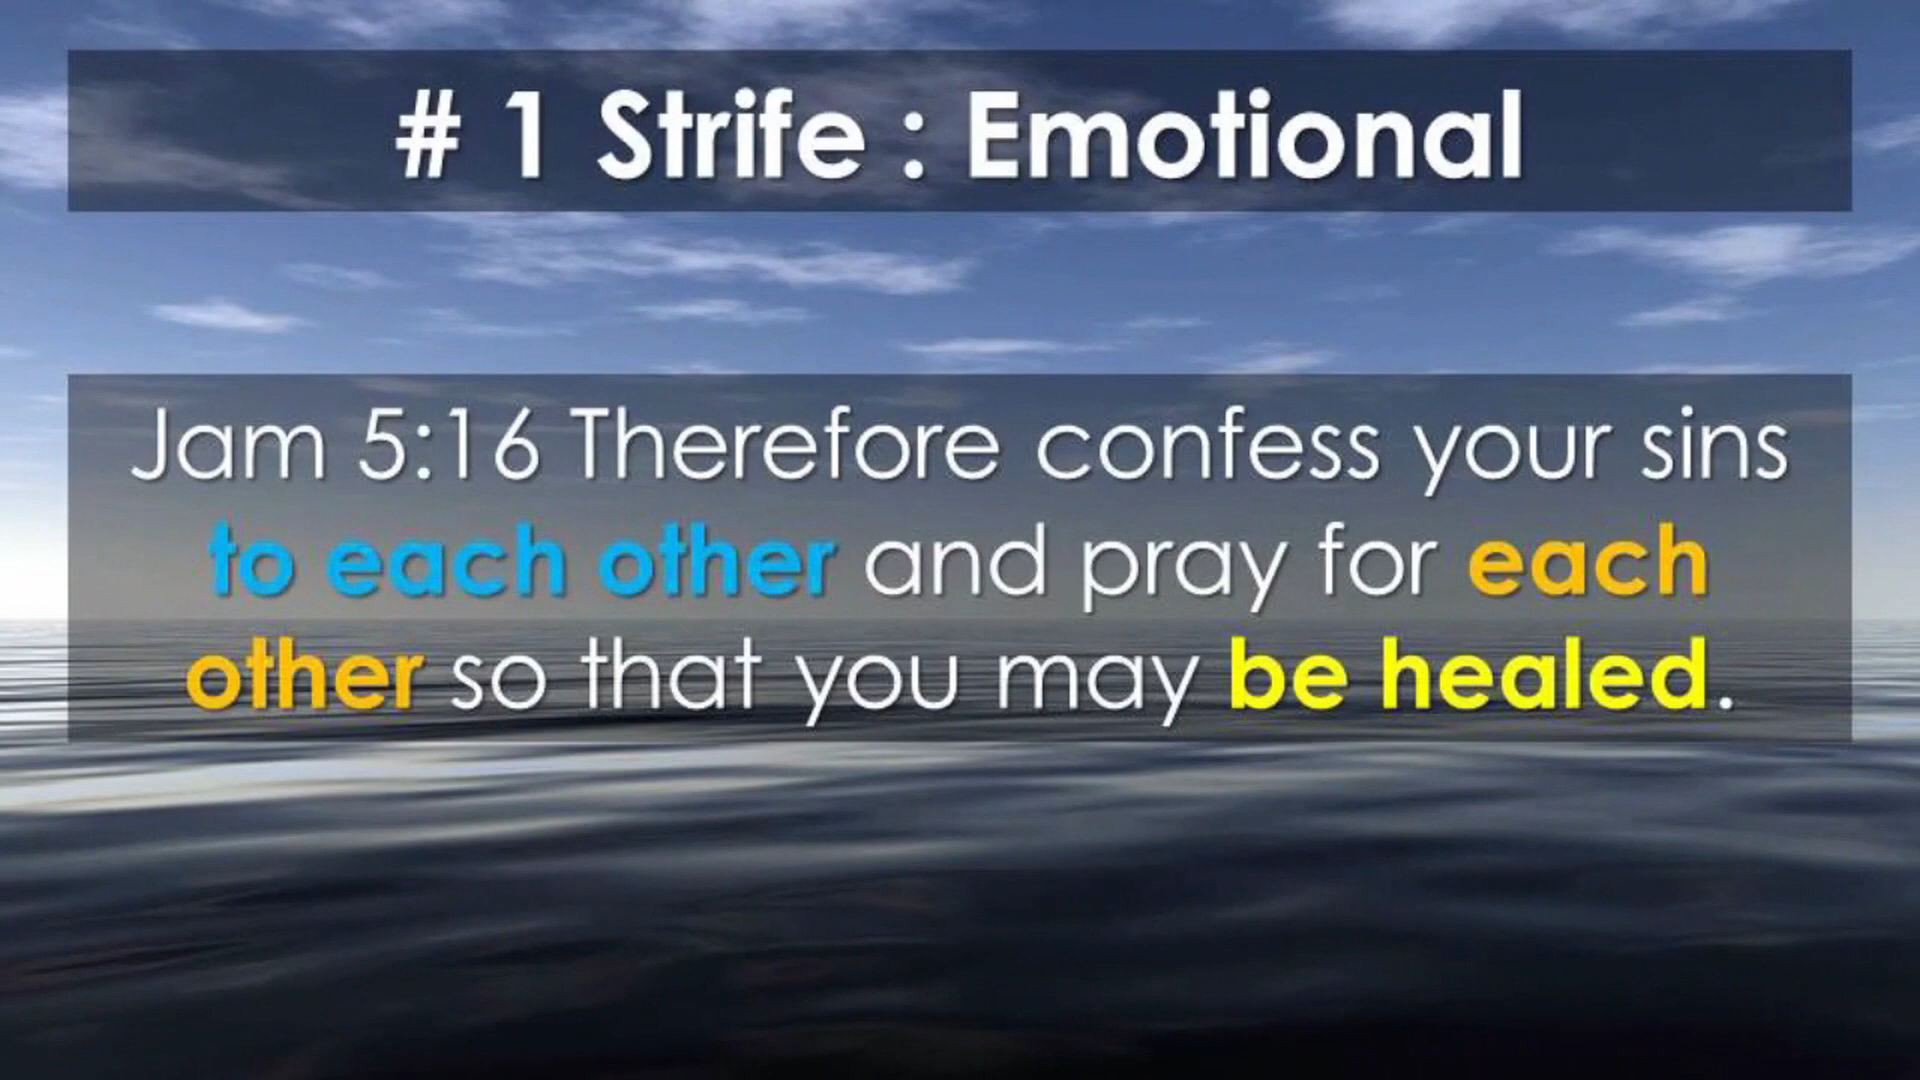 # 1 Strife : Emotional
Jam 5:16 Therefore confess your sins
to each other and pray for each
other so that you may be healed.